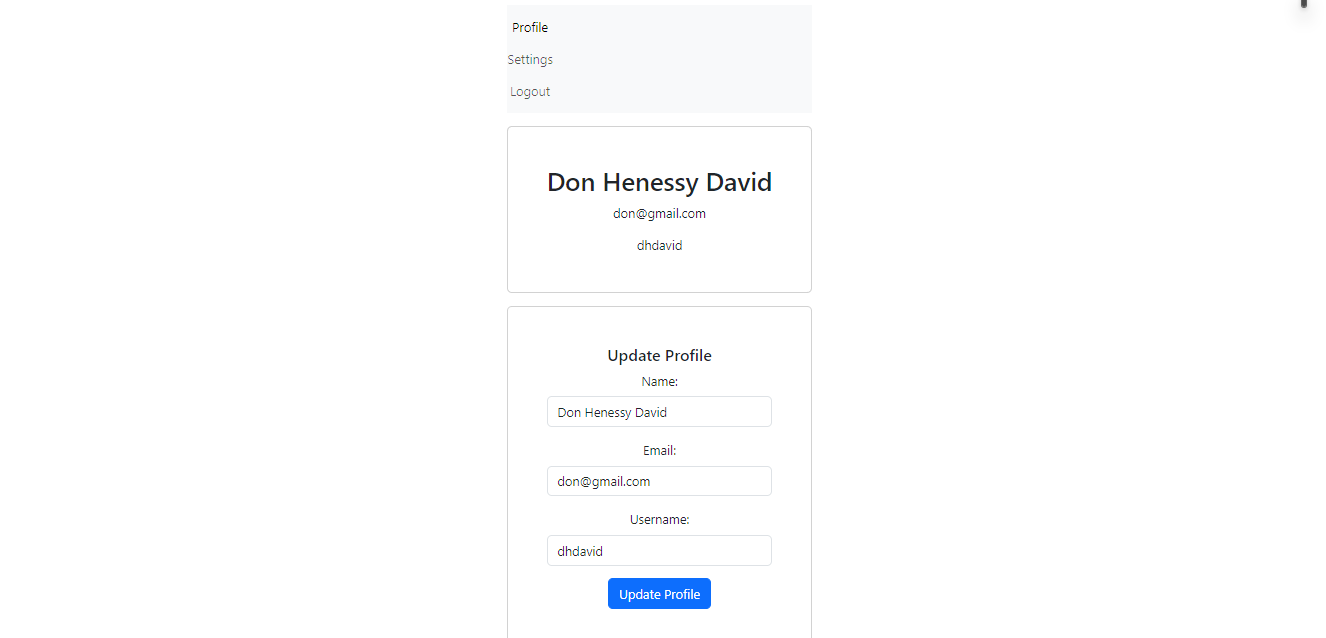 Profile
Settings
Logout
Don Henessy David
don@gmail.com
dhdavid
Update Profile
Name:
Don Henessy David
Email:
don@gmail.com
Username:
dhdavid
Update Profile